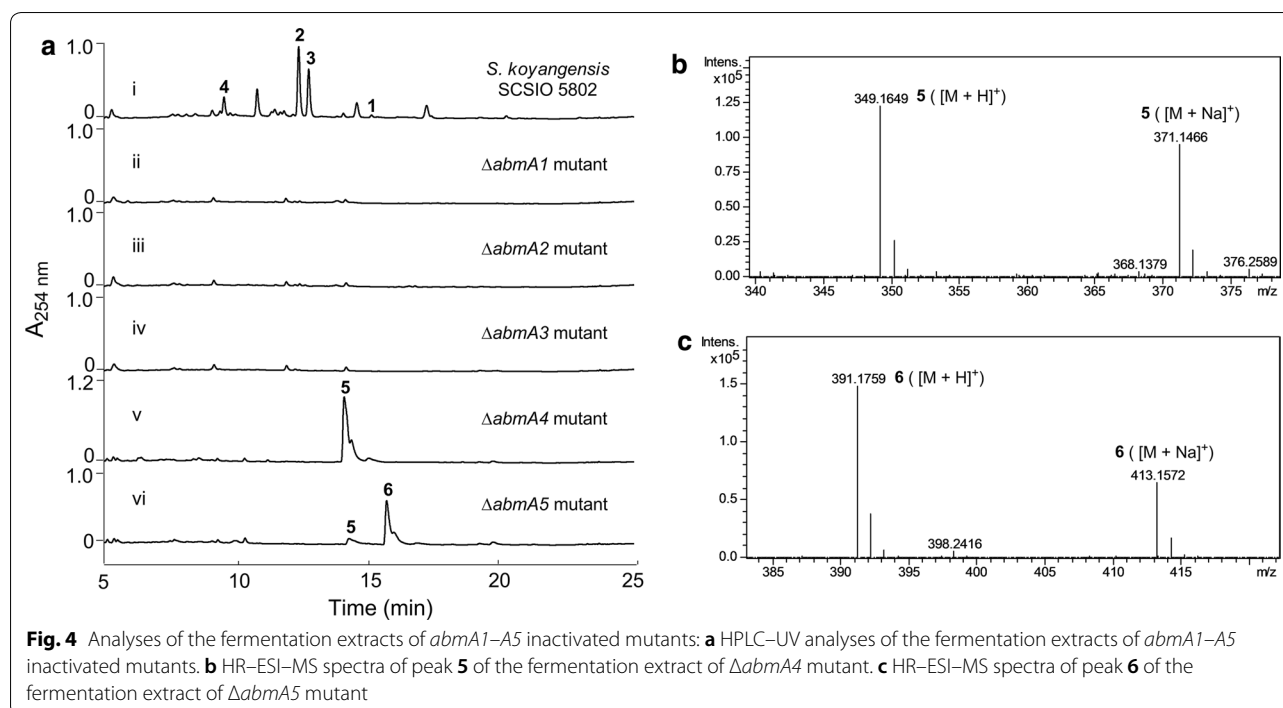 a
1.0
0
i
4
2
3
1
S. koyangensis
SCSIO 5802
1.0
0
ii
ΔabmA1 mutant
1.0
0
iii
ΔabmA2 mutant
1.0
0
iv
ΔabmA3 mutant
1.2
0
v
5
ΔabmA4 mutant
1.0
0
vi
5
6
ΔabmA5 mutant
A254 nm
5 10 15 20 25
Time (min)
b
Intens.
x10⁵
1.25
1.00
0.75
0.50
0.25
0.00
349.1649 5 ( [M + H]⁺)
5 ( [M + Na]⁺)
371.1466
368.1379
376.2589
340 345 350 355 360 365 370 375 m/z
c
Intens.
x10⁵
1.5
1.0
0.5
0.0
391.1759 6 ( [M + H]⁺)
6 ( [M + Na]⁺)
413.1572
398.2416
385 390 395 400 405 410 415 m/z
Fig. 4 Analyses of the fermentation extracts of abmA1–A5 inactivated mutants: a HPLC–UV analyses of the fermentation extracts of abmA1–A5
inactivated mutants. b HR–ESI–MS spectra of peak 5 of the fermentation extract of ΔabmA4 mutant. c HR–ESI–MS spectra of peak 6 of the
fermentation extract of ΔabmA5 mutant